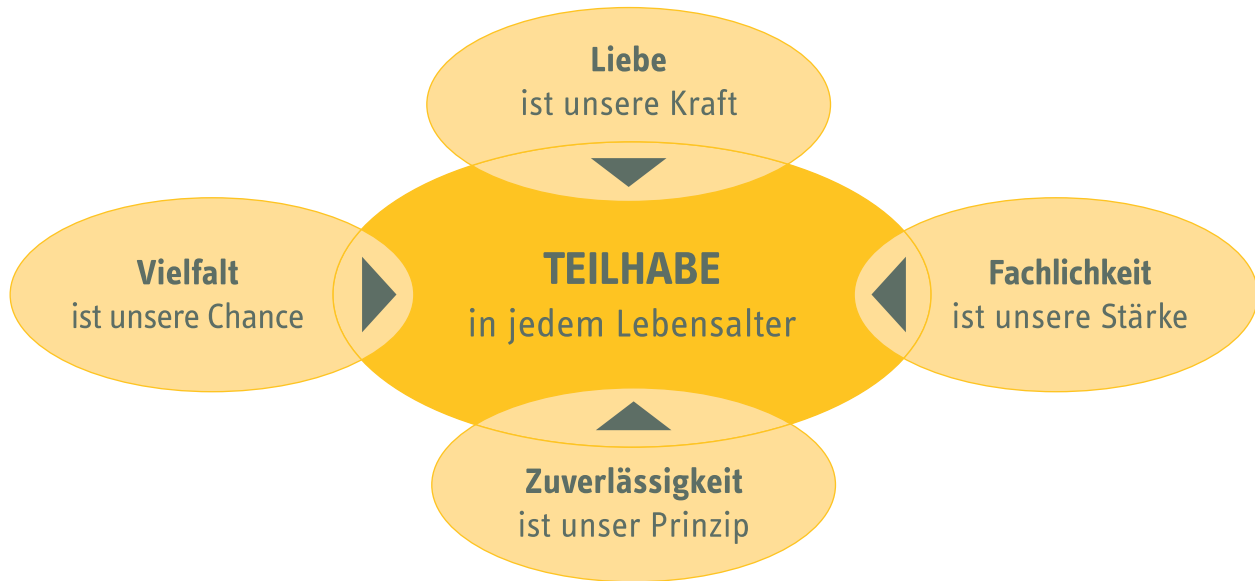 Liebe
ist unsere Kraft
Vielfalt
ist unsere Chance
TEILHABE
in jedem Lebensalter
Fachlichkeit
ist unsere Stärke
Zuverlässigkeit
ist unser Prinzip